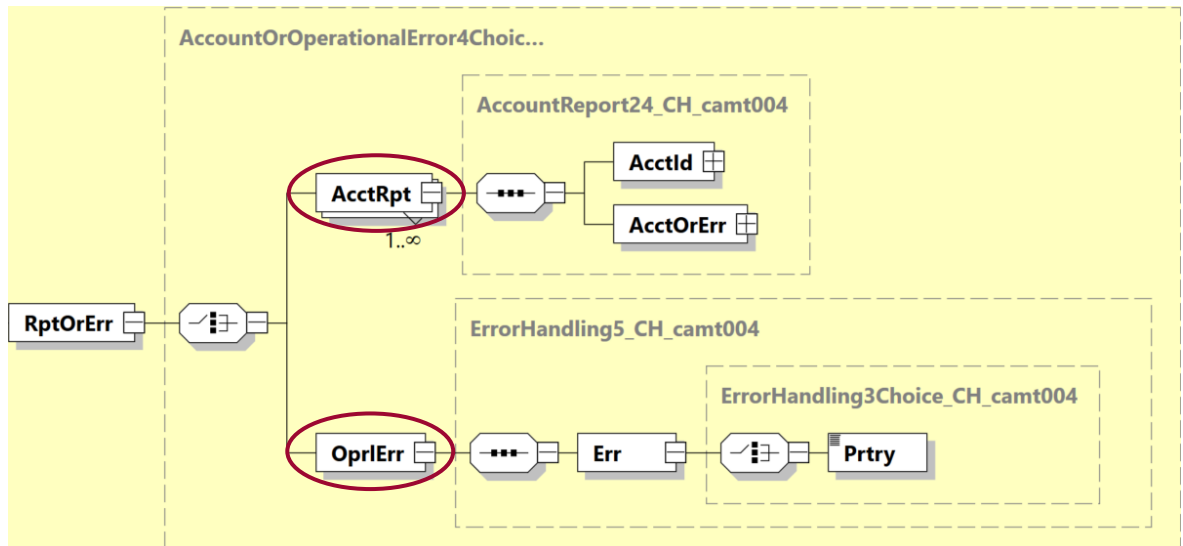 AccountOrOperationalError4Choic...
AccountReport24_CH_camt004
AcctId
AcctRpt
AcctOrErr
1..∞
RptOrErr
ErrorHandling5_CH_camt004
ErrorHandling3Choice_CH_camt004
OprlErr
Err
Prtry